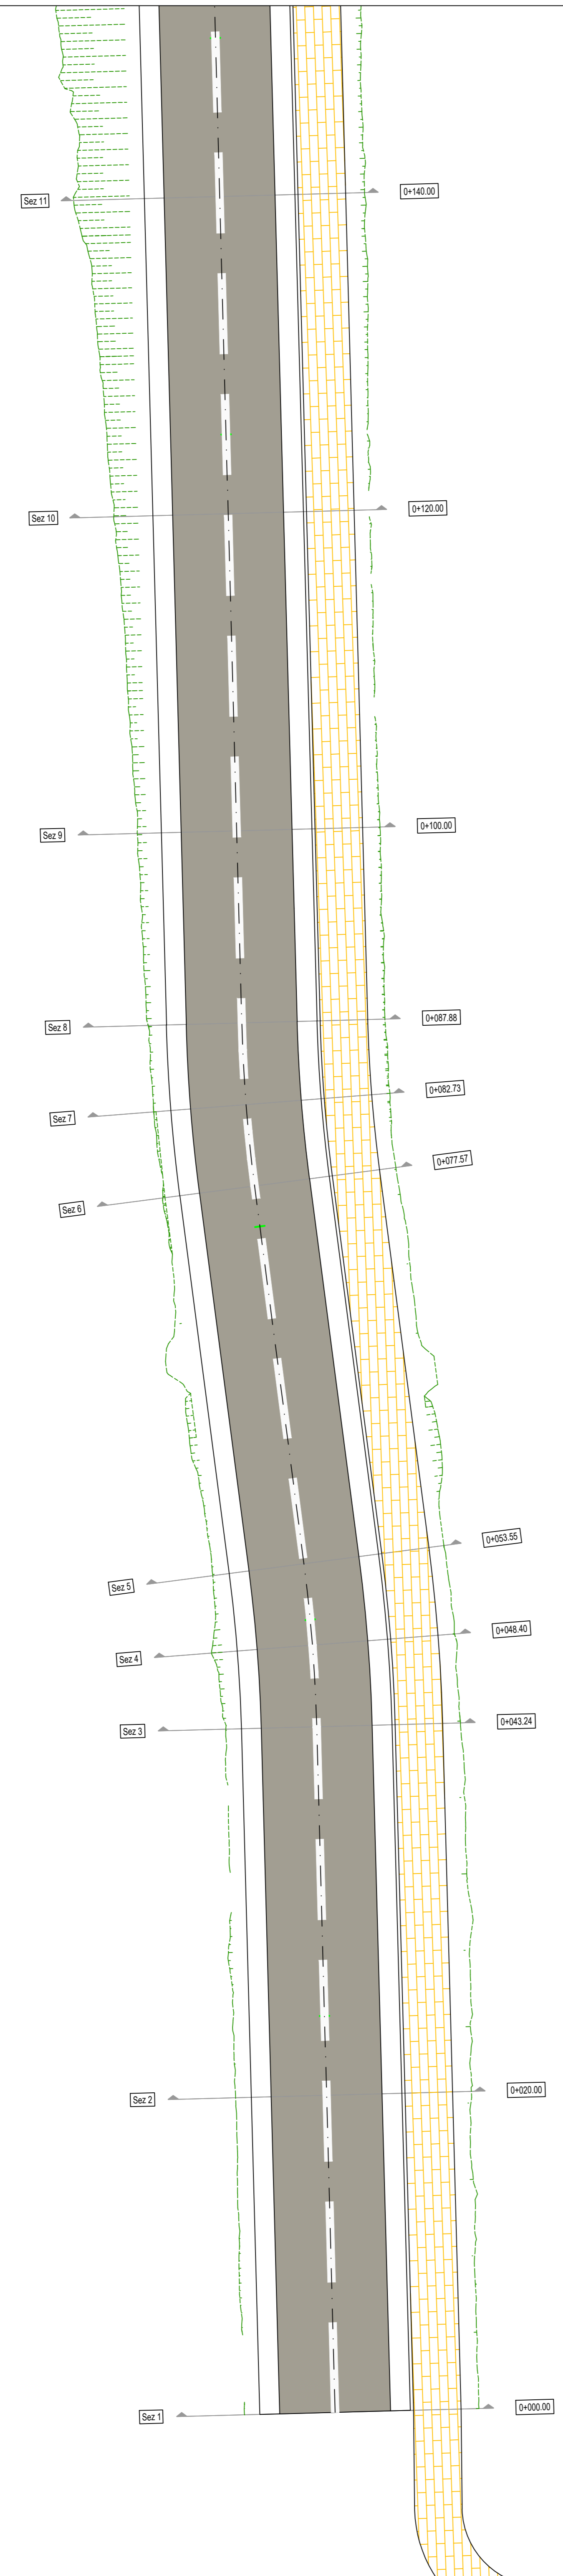 Sez 11 0+140.00
Sez 10 0+120.00
Sez 9 0+100.00
Sez 8 0+087.88
Sez 7 0+082.73
Sez 6 0+077.57
Sez 5 0+053.55
Sez 4 0+048.40
Sez 3 0+043.24
Sez 2 0+020.00
Sez 1 0+000.00